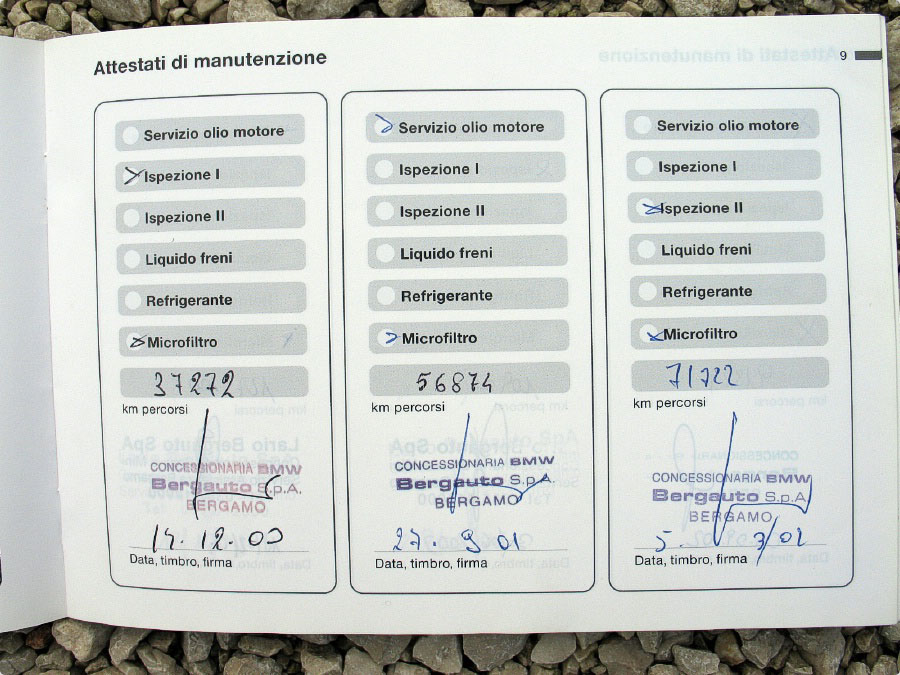 Attestati di manutenzione
9
Servizio olio motore
Ispezione I
Ispezione II
Liquido freni
Refrigerante
Microfiltro
37272
km percorsi
CONCESSIONARIA BMW
Bergauto S.p.A.
BERGAMO
14.12.00
Data, timbro, firma
Servizio olio motore
Ispezione I
Ispezione II
Liquido freni
Refrigerante
Microfiltro
56874
km percorsi
CONCESSIONARIA BMW
Bergauto S.p.A.
BERGAMO
27.9 01
Data, timbro, firma
Servizio olio motore
Ispezione I
Ispezione II
Liquido freni
Refrigerante
Microfiltro
71722
km percorsi
CONCESSIONARIA BMW
Bergauto S.p.A
BERGAMO
5. 7/02
Data, timbro, firma